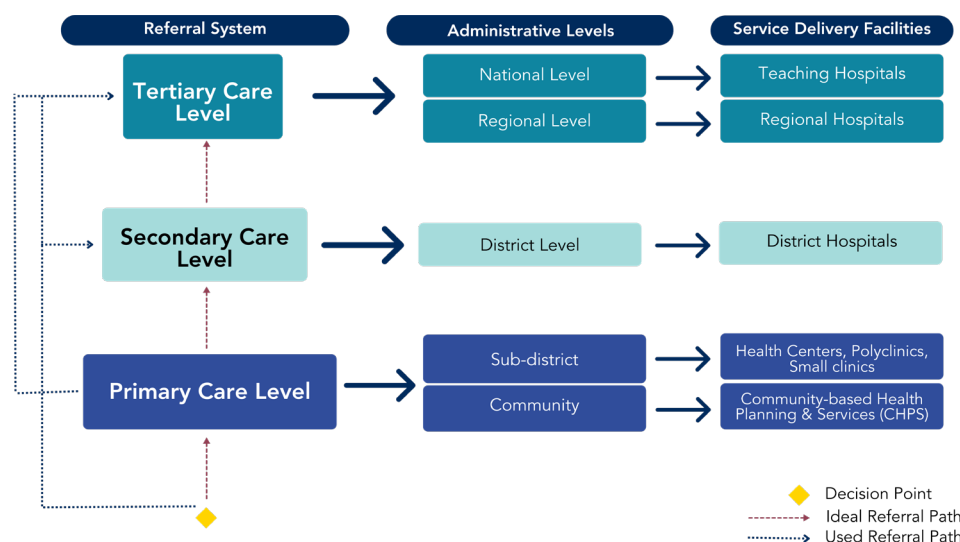 Referral System
Administrative Levels
Service Delivery Facilities
Tertiary Care
Level
National Level
Teaching Hospitals
Regional Level
Regional Hospitals
Secondary Care
Level
District Level
District Hospitals
Primary Care Level
Sub-district
Health Centers, Polyclinics,
Small clinics
Community
Community-based Health
Planning & Services (CHPS)
Decision Point
Ideal Referral Path
Used Referral Path